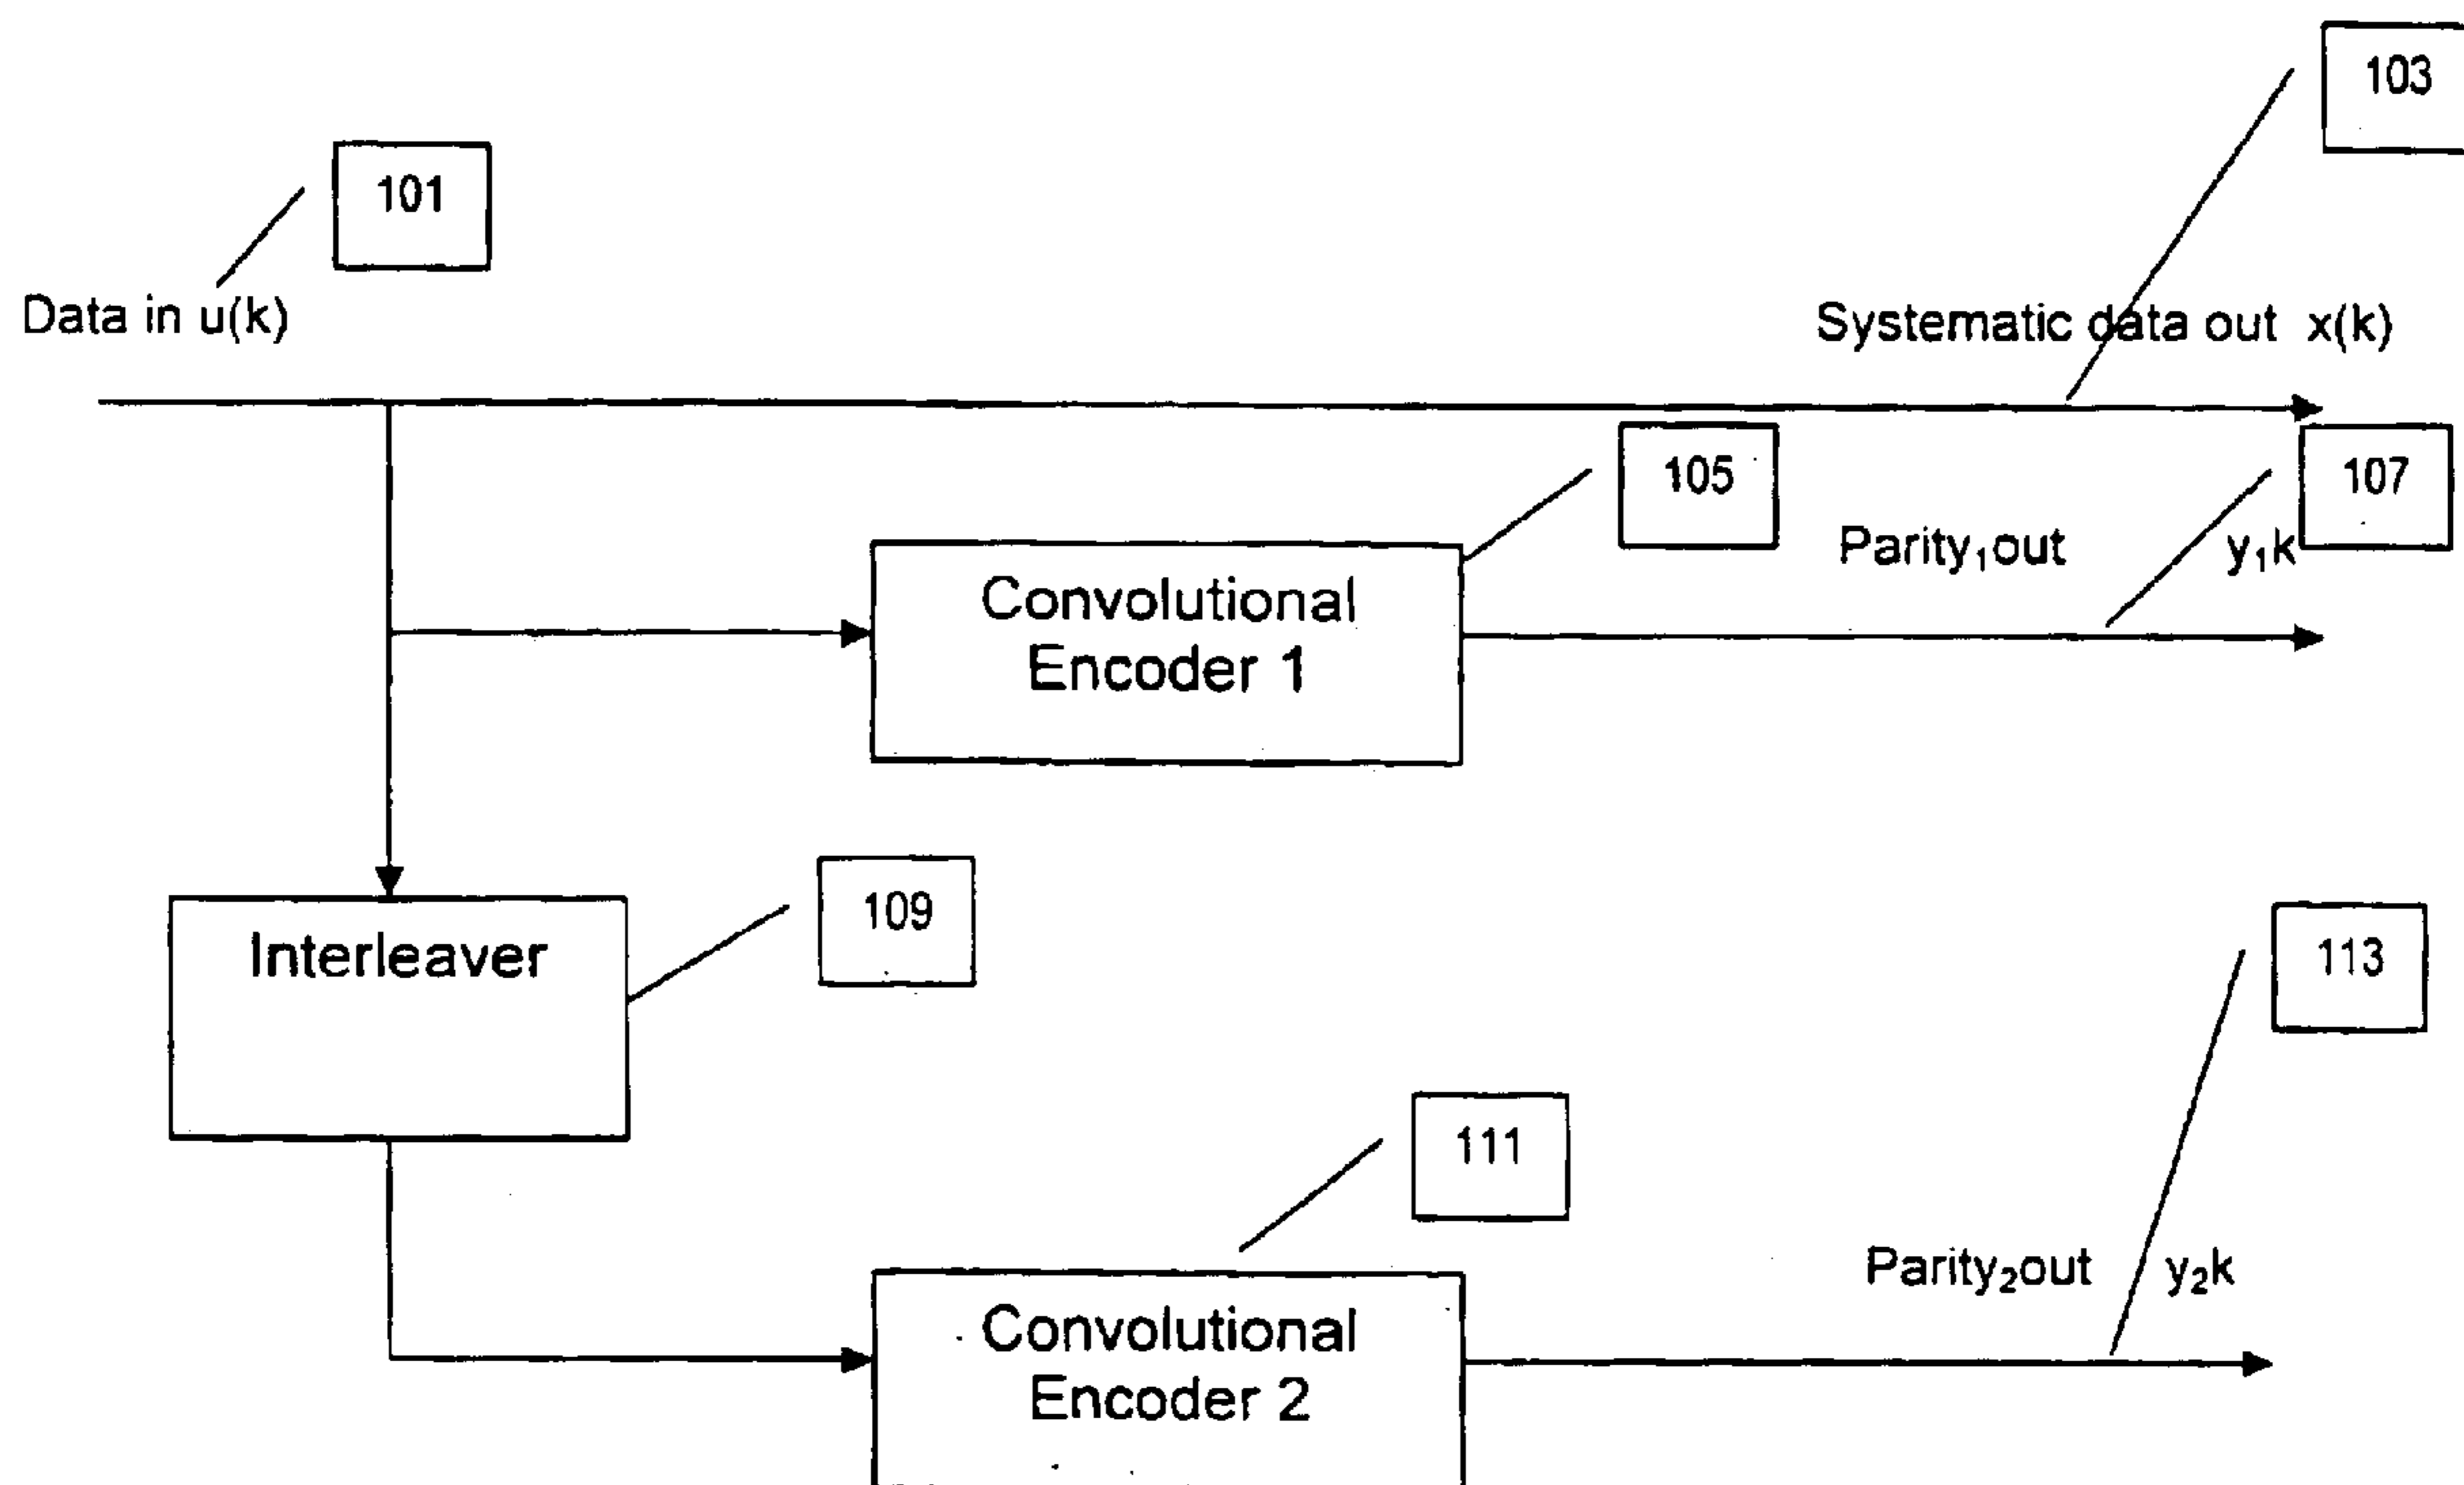 103
101
Data in u(k)
Systematic data out x(k)
105
107
Parity₁out y₁k
Convolutional
Encoder 1
109
Interleaver
113
111
Parity₂out y₂k
Convolutional
Encoder 2